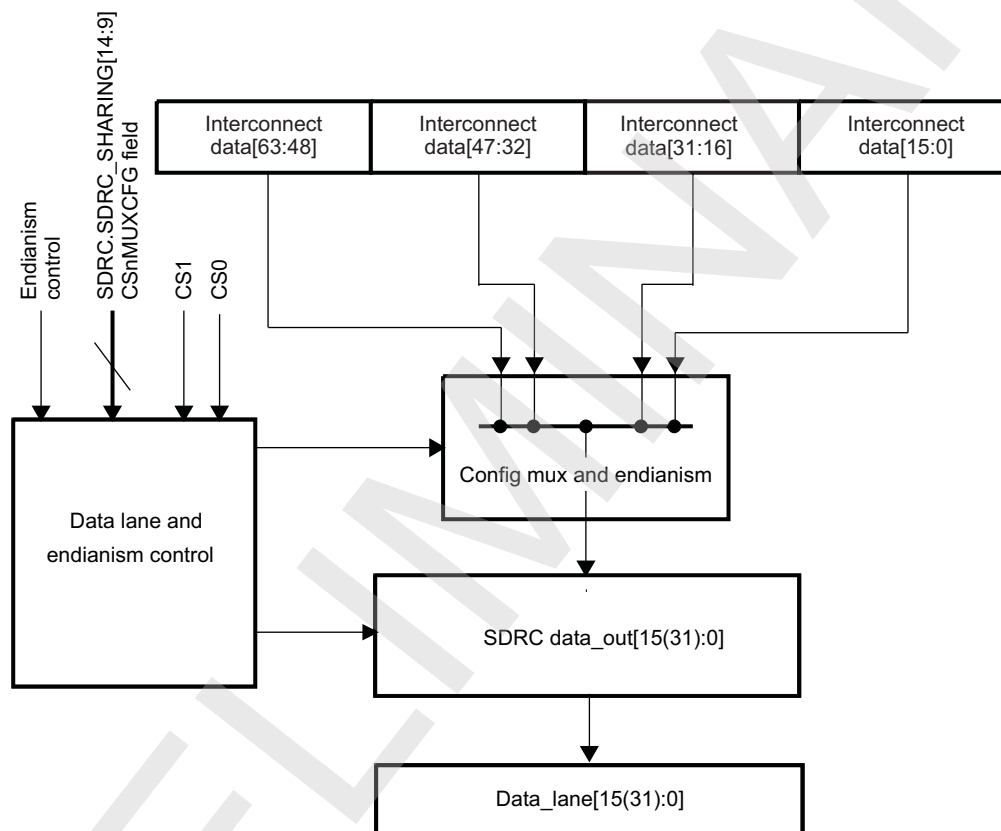 Endianism
control
SDRC.SDRC_SHARING[14:9]
CSnMUXCFG field
CS1
CS0
Interconnect
data[63:48]
Interconnect
data[47:32]
Interconnect
data[31:16]
Interconnect
data[15:0]
Data lane and
endianism control
Config mux and endianism
SDRC data_out[15(31):0]
Data_lane[15(31):0]